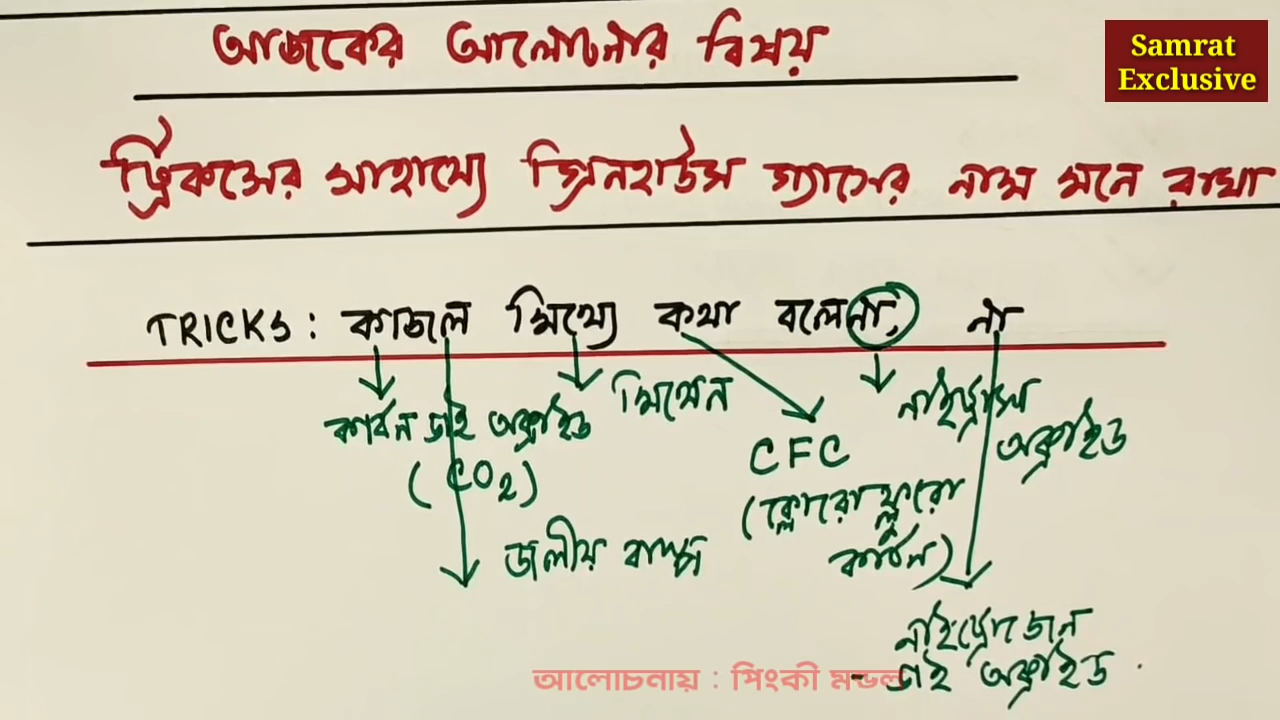 আজকের আলোচনার বিষয়
Samrat
Exclusive
ট্রিকসের সাহায্যে গ্রিনহাউস গ্যাসের নাম মনে রাখা
TRICKS: কাজল মিথ্যে কথা বলেনা, না
কার্বন ডাই অক্সাইড
(CO2)
মিথেন
নাইট্রাস
অক্সাইড
CFC
(ক্লোরোফ্লুরো
কার্বন)
জলীয় বাষ্প
নাইট্রোজেন
ডাই অক্সাইড
আলোচনায় : পিংকী মন্ডল